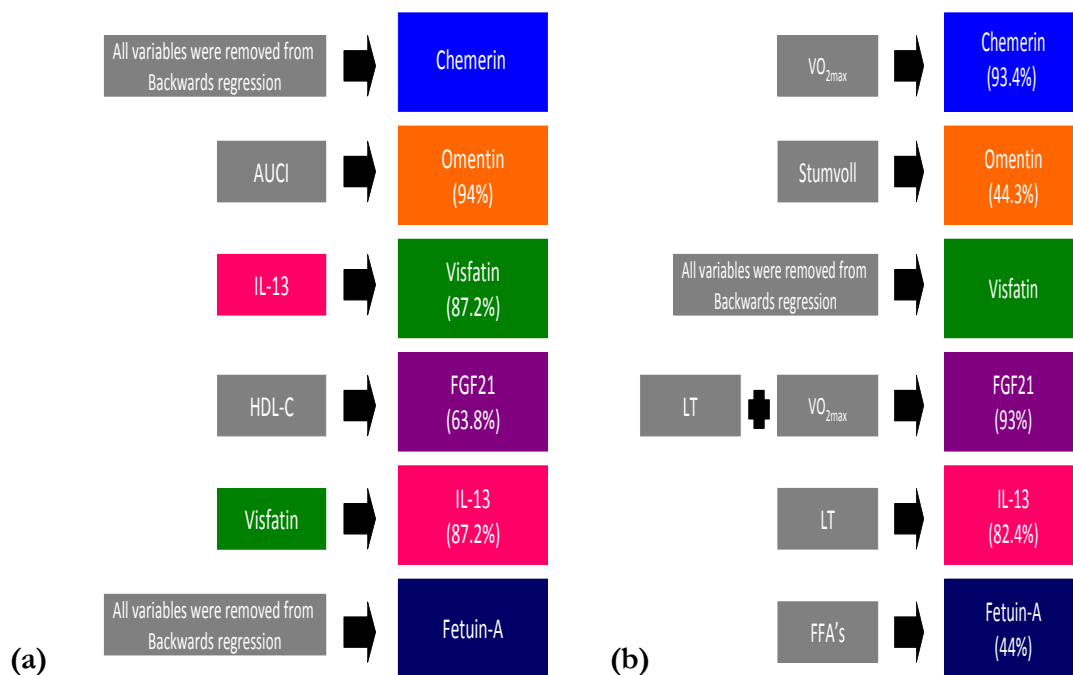 All variables were removed from
Backwards regression
Chemerin
AUCI
Omentin
(94%)
IL-13
Visfatin
(87.2%)
HDL-C
FGF21
(63.8%)
Visfatin
IL-13
(87.2%)
All variables were removed from
Backwards regression
Fetuin-A
(a)
VO2max
Chemerin
(93.4%)
Stumvoll
Omentin
(44.3%)
All variables were removed from
Backwards regression
Visfatin
LT
VO2max
FGF21
(93%)
LT
IL-13
(82.4%)
FFA's
Fetuin-A
(44%)
(b)